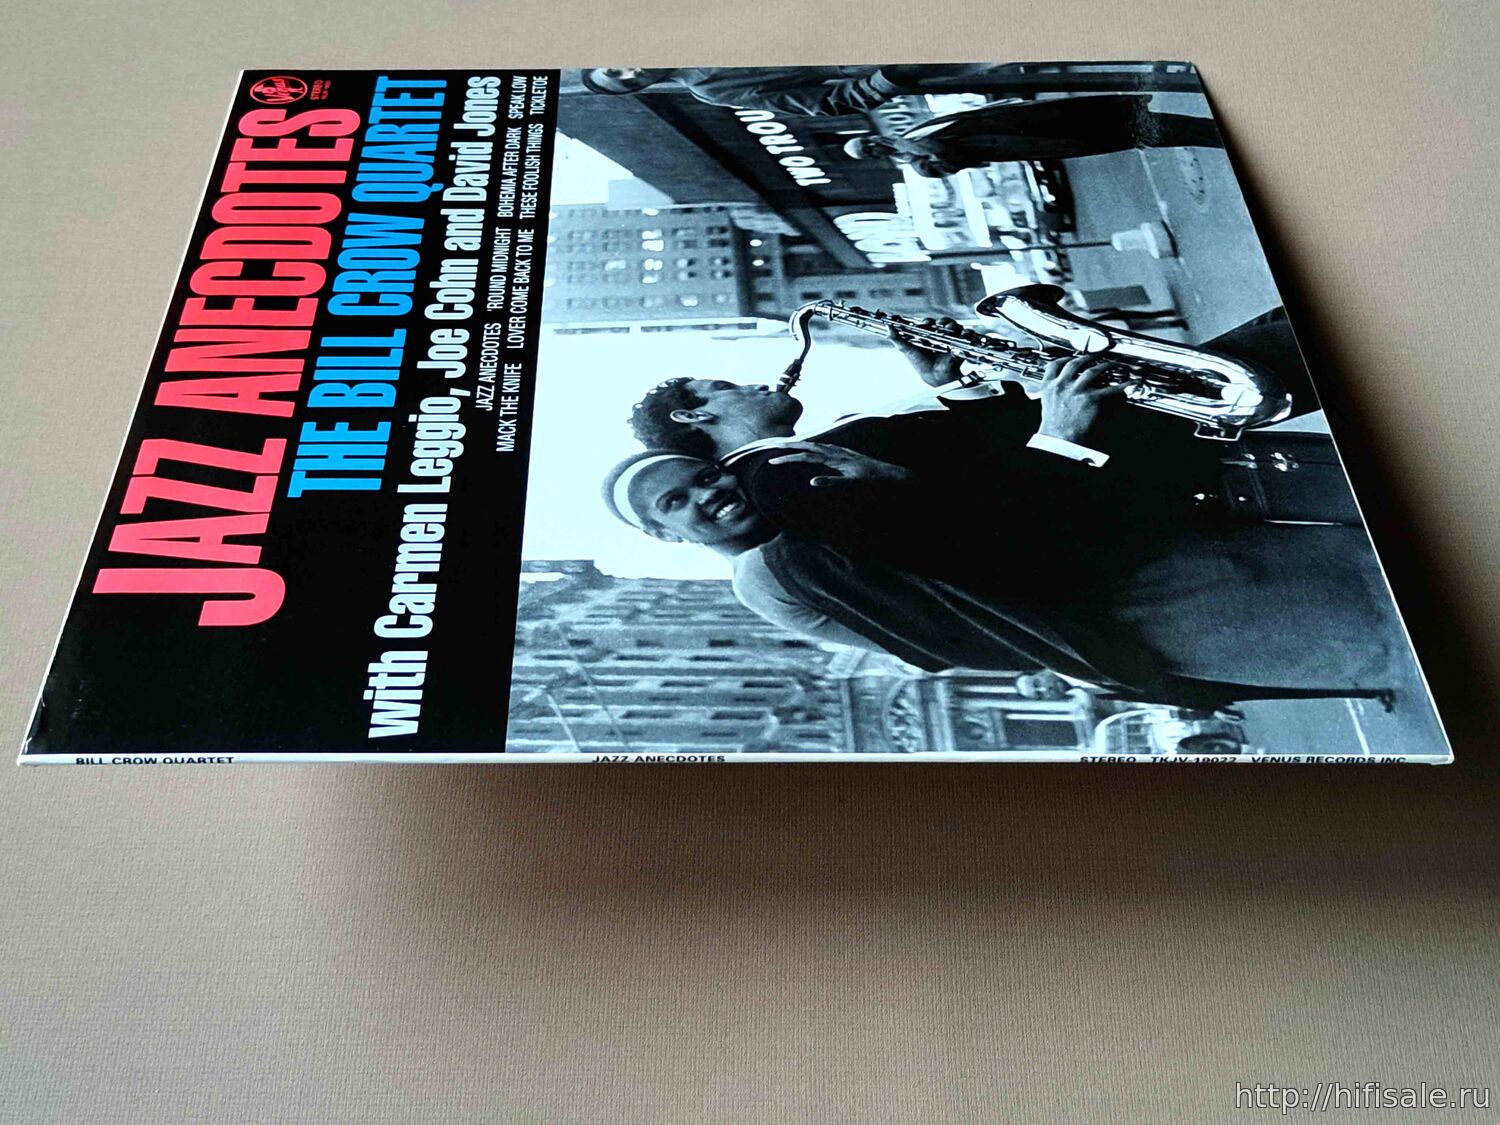 Venus
STEREO
JAZZ ANECDOTES
THE BILL CROW QUARTET
with Carmen Leggio, Joe Cohn and David Jones
JAZZ ANECDOTES 'ROUND MIDNIGHT BOHEMIA AFTER DARK SPEAK LOW
MACK THE KNIFE LOVER COME BACK TO ME THESE FOOLISH THINGS TICKLETOE
BILL CROW QUARTET JAZZ ANECDOTES STEREO TKJV-19022 VENUS RECORDS INC.
http://hifisale.ru